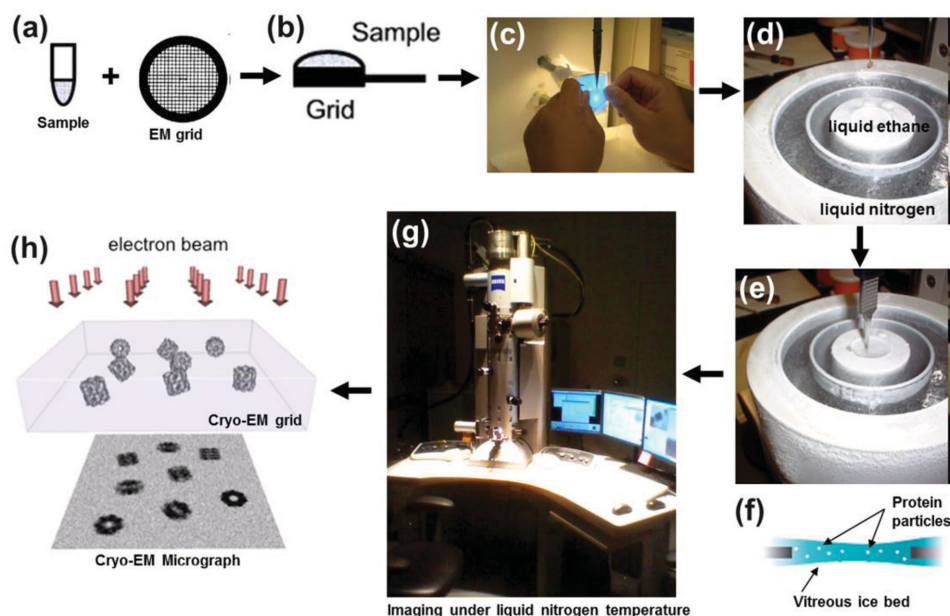 (a)
Sample
+
EM grid
(b)
Sample
Grid
(c)
(d)
liquid ethane
liquid nitrogen
(e)
(f)
Protein
particles
Vitreous ice bed
(g)
Imaging under liquid nitrogen temperature
(h)
electron beam
Cryo-EM grid
Cryo-EM Micrograph